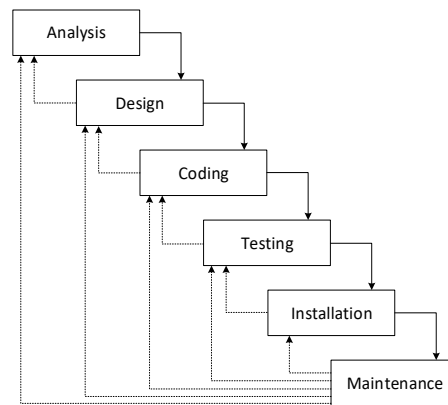 Analysis
Design
Coding
Testing
Installation
Maintenance